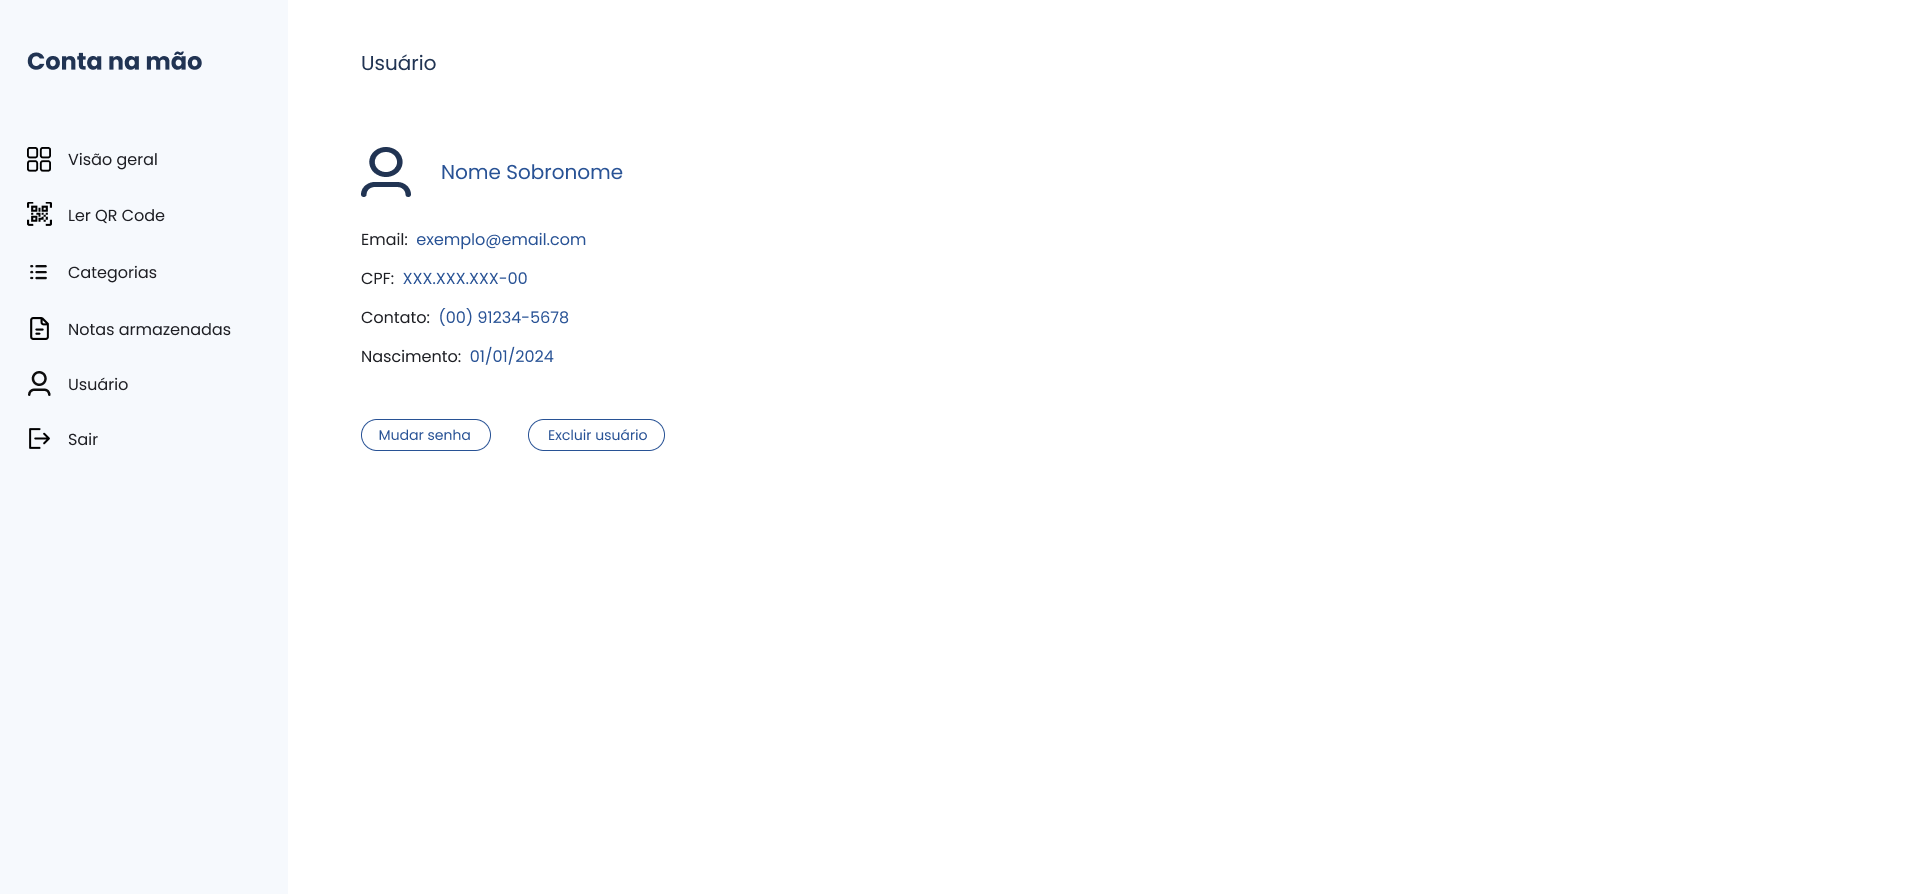 Conta na mão
Visão geral
Ler QR Code
Categorias
Notas armazenadas
Usuário
Sair
Usuário
Nome Sobronome
Email: exemplo@email.com
CPF: XXX.XXX.XXX-00
Contato: (00) 91234-5678
Nascimento: 01/01/2024
Mudar senha
Excluir usuário